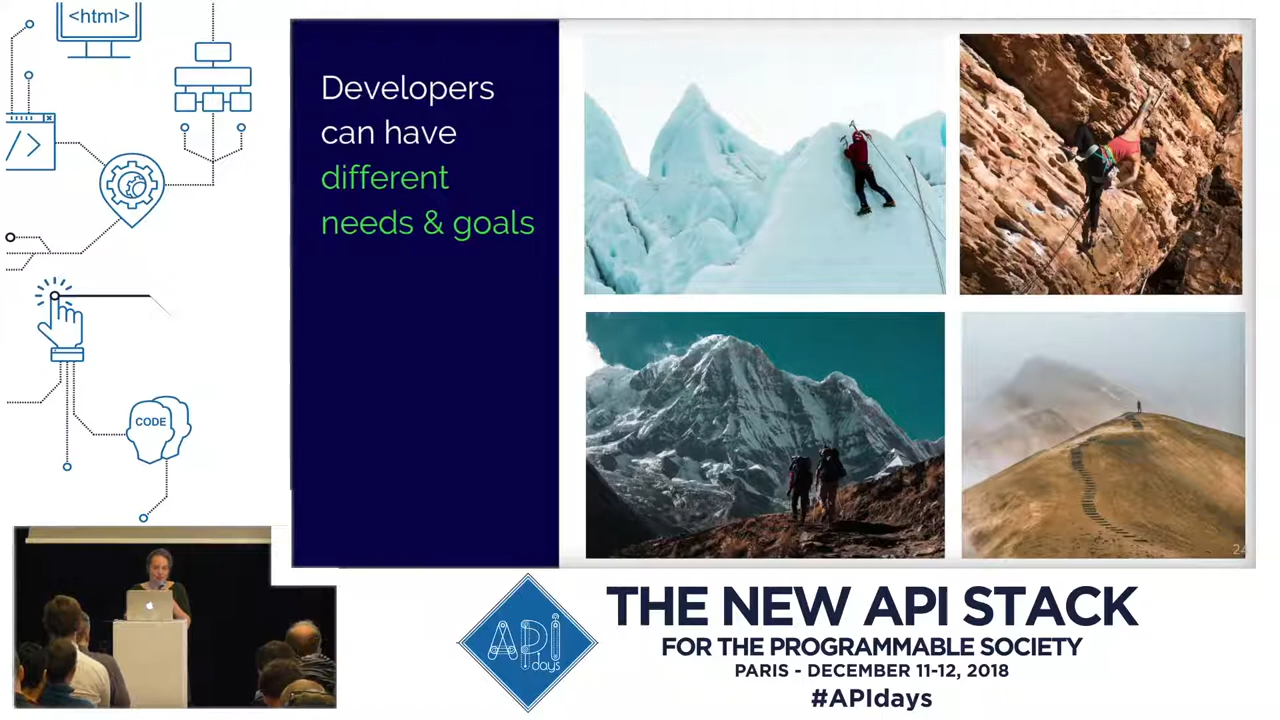 <html>
</>
CODE
Developers
can have
different
needs & goals
24
API
days
THE NEW API STACK
FOR THE PROGRAMMABLE SOCIETY
PARIS - DECEMBER 11-12, 2018
#APIdays